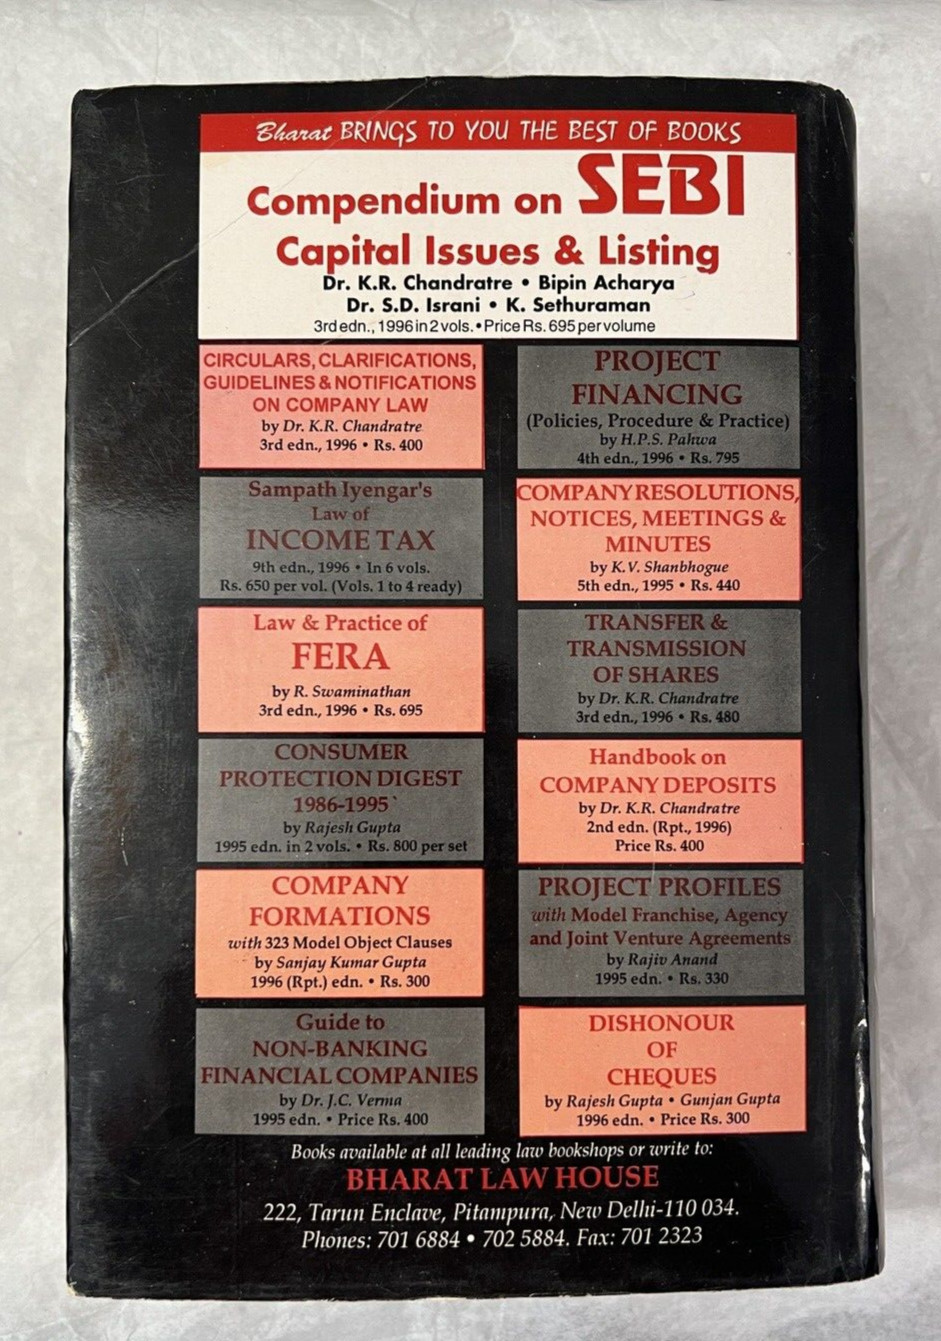 Bharat BRINGS TO YOU THE BEST OF BOOKS
Compendium on SEBI
Capital Issues & Listing
Dr. K.R. Chandratre • Bipin Acharya
Dr. S.D. Israni • K. Sethuraman
3rd edn., 1996 in 2 vols. • Price Rs. 695 per volume
CIRCULARS, CLARIFICATIONS,
GUIDELINES & NOTIFICATIONS
ON COMPANY LAW
by Dr. K.R. Chandratre
3rd edn., 1996 • Rs. 400
PROJECT
FINANCING
(Policies, Procedure & Practice)
by H.P.S. Pahwa
4th edn., 1996 • Rs. 795
Sampath Iyengar's
Law of
INCOME TAX
9th edn., 1996 • In 6 vols.
Rs. 650 per vol. (Vols. 1 to 4 ready)
COMPANY RESOLUTIONS,
NOTICES, MEETINGS &
MINUTES
by K.V. Shanbhogue
5th edn., 1995 • Rs. 440
Law & Practice of
FERA
by R. Swaminathan
3rd edn., 1996 • Rs. 695
TRANSFER &
TRANSMISSION
OF SHARES
by Dr. K.R. Chandratre
3rd edn., 1996 • Rs. 480
CONSUMER
PROTECTION DIGEST
1986-1995
by Rajesh Gupta
1995 edn. in 2 vols. • Rs. 800 per set
Handbook on
COMPANY DEPOSITS
by Dr. K.R. Chandratre
2nd edn. (Rpt., 1996)
Price Rs. 400
COMPANY
FORMATIONS
with 323 Model Object Clauses
by Sanjay Kumar Gupta
1996 (Rpt.) edn. • Rs. 300
PROJECT PROFILES
with Model Franchise, Agency
and Joint Venture Agreements
by Rajiv Anand
1995 edn. • Rs. 330
Guide to
NON-BANKING
FINANCIAL COMPANIES
by Dr. J.C. Verma
1995 edn. • Price Rs. 400
DISHONOUR
OF
CHEQUES
by Rajesh Gupta • Gunjan Gupta
1996 edn. • Price Rs. 300
Books available at all leading law bookshops or write to:
BHARAT LAW HOUSE
222, Tarun Enclave, Pitampura, New Delhi-110 034.
Phones: 701 6884 • 702 5884. Fax: 701 2323